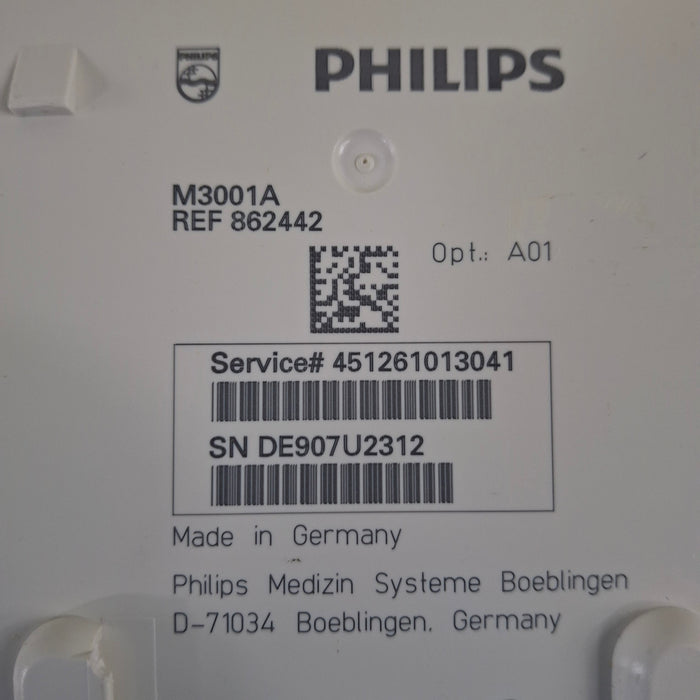 PHILIPS
PHILIPS
M3001A
REF 862442
Opt.: A01
Service# 451261013041
SN DE907U2312
Made in Germany
Philips Medizin Systeme Boeblingen
D-71034 Boeblingen. Germany